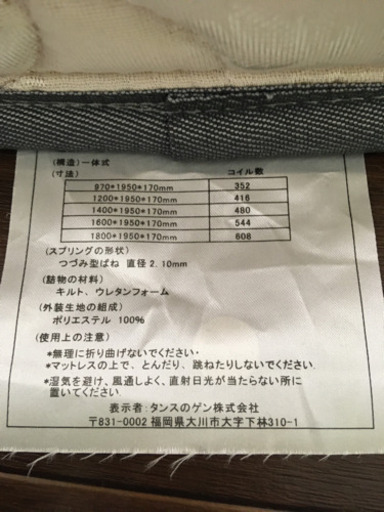 (構造)一体式
(寸法) コイル数
970*1950*170mm 352
1200*1950*170mm 416
1400*1950*170mm 480
1600*1950*170mm 544
1800*1950*170mm 608
(スプリングの形状)
つづみ型ばね 直径2.10mm
(詰物の材料)
キルト、ウレタンフォーム
(外装生地の組成)
ポリエステル 100%
(使用上の注意)
*無理に折り曲げないでください·
*マットレスの上で、とんだり、跳ねたりしないでください·
*湿気を避け、風通しよく、直射日光が当たらない所に
置いてください.
表示者:タンスのゲン株式会社
〒831-0002 福岡県大川市大字下林310-1